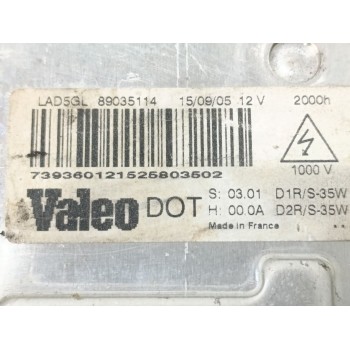 LAD5GL 89035114 15/09/05 12 V 2000h
739360121525803502 1000 V
Valeo DOT S: 03.01 D1R/S-35W
H: 00.0A D2R/S-35W
Made in France